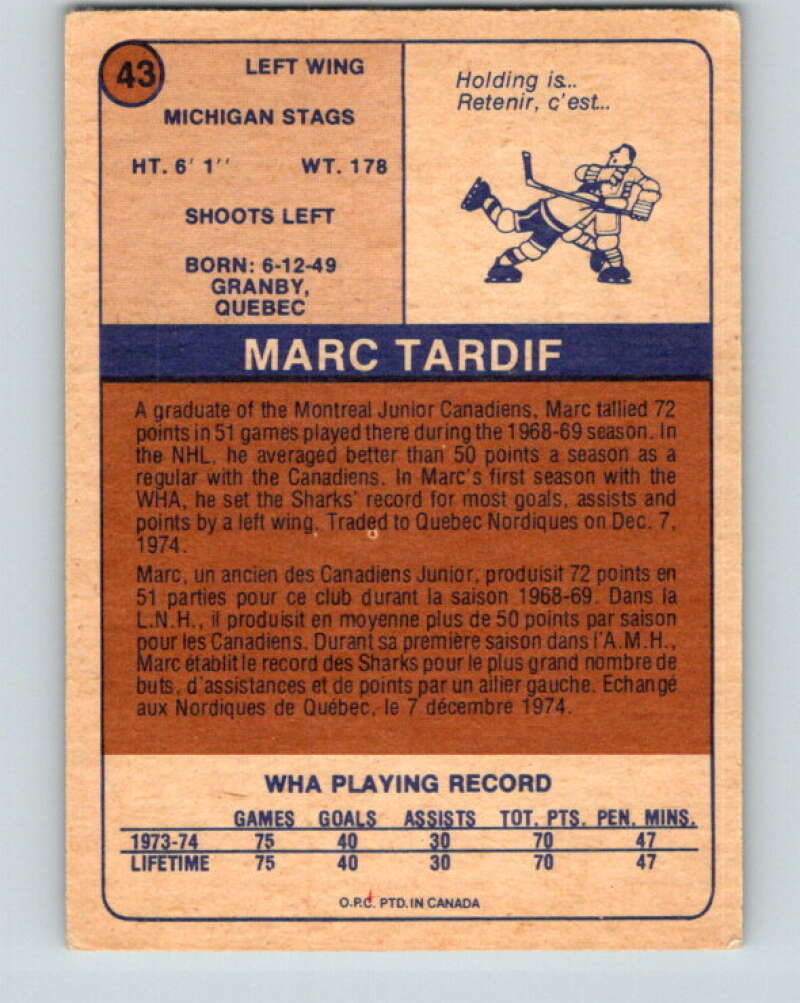 43
LEFT WING
MICHIGAN STAGS
HT. 6' 1'' WT. 178
SHOOTS LEFT
BORN: 6-12-49
GRANBY,
QUEBEC
Holding is...
Retenir, c'est...
MARC TARDIF
A graduate of the Montreal Junior Canadiens, Marc tallied 72
points in 51 games played there during the 1968-69 season. In
the NHL, he averaged better than 50 points a season as a
regular with the Canadiens. In Marc's first season with the
WHA, he set the Sharks' record for most goals, assists and
points by a left wing. Traded to Quebec Nordiques on Dec. 7,
1974.
Marc, un ancien des Canadiens Junior, produisit 72 points en
51 parties pour ce club durant la saison 1968-69. Dans la
L.N.H., il produisit en moyenne plus de 50 points par saison
pour les Canadiens. Durant sa première saison dans l'A.M.H.,
Marc établit le record des Sharks pour le plus grand nombre de
buts, d'assistances et de points par un ailier gauche. Echangé
aux Nordiques de Québec, le 7 décembre 1974.
WHA PLAYING RECORD
GAMES GOALS ASSISTS TOT. PTS. PEN. MINS.
1973-74 75 40 30 70 47
LIFETIME 75 40 30 70 47
O.P.C. PTD. IN CANADA